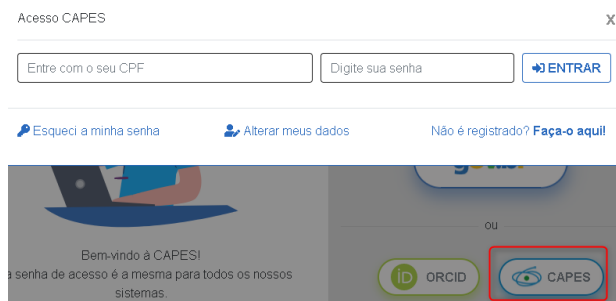 Acesso CAPES X
Entre com o seu CPF Digite sua senha ENTRAR
Esqueci a minha senha Alterar meus dados Não é registrado? Faça-o aqui!
ou
Bem-vindo à CAPES!
a senha de acesso é a mesma para todos os nossos
sistemas.
iD ORCID CAPES